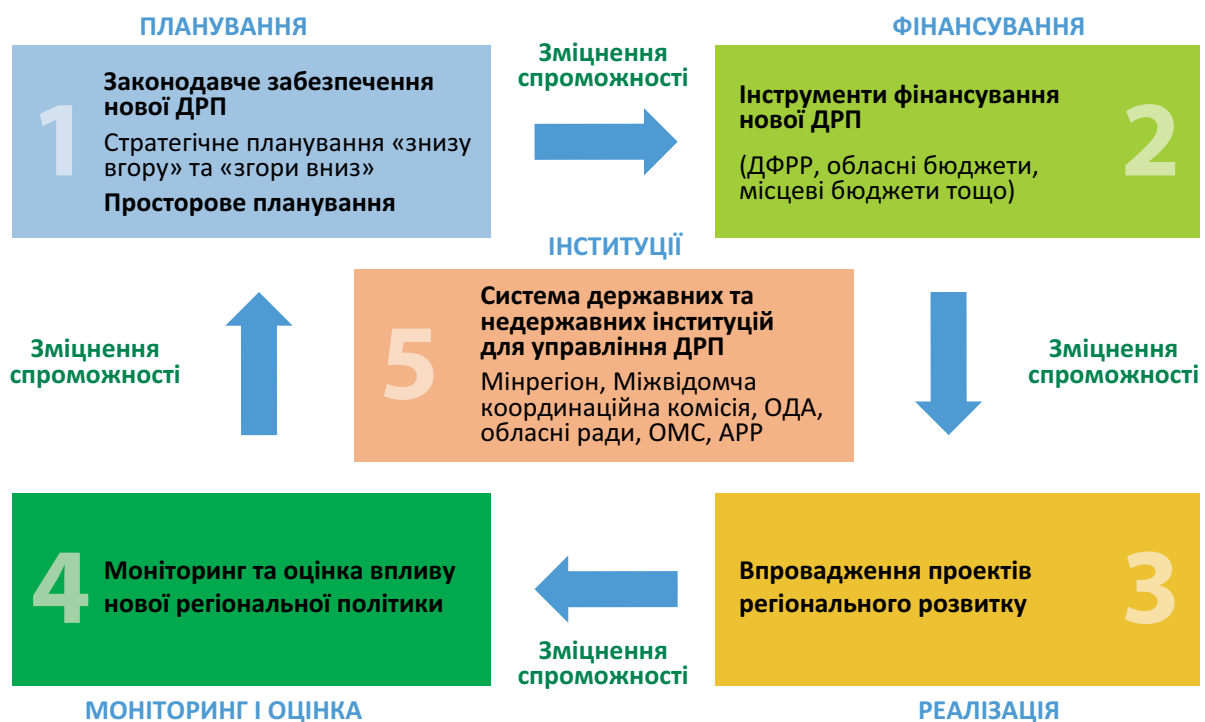 ПЛАНУВАННЯ
1
Законодавче забезпечення
нової ДРП
Стратегічне планування «знизу
вгору» та «згори вниз»
Просторове планування
Зміцнення
спроможності
ФІНАНСУВАННЯ
Інструменти фінансування
нової ДРП
(ДФРР, обласні бюджети,
місцеві бюджети тощо)
2
ІНСТИТУЦІЇ
5
Система державних та
недержавних інституцій
для управління ДРП
Мінрегіон, Міжвідомча
координаційна комісія, ОДА,
обласні ради, ОМС, АРР
Зміцнення
спроможності
Зміцнення
спроможності
4
Моніторинг та оцінка впливу
нової регіональної політики
МОНІТОРИНГ І ОЦІНКА
Зміцнення
спроможності
Впровадження проектів
регіонального розвитку
3
РЕАЛІЗАЦІЯ